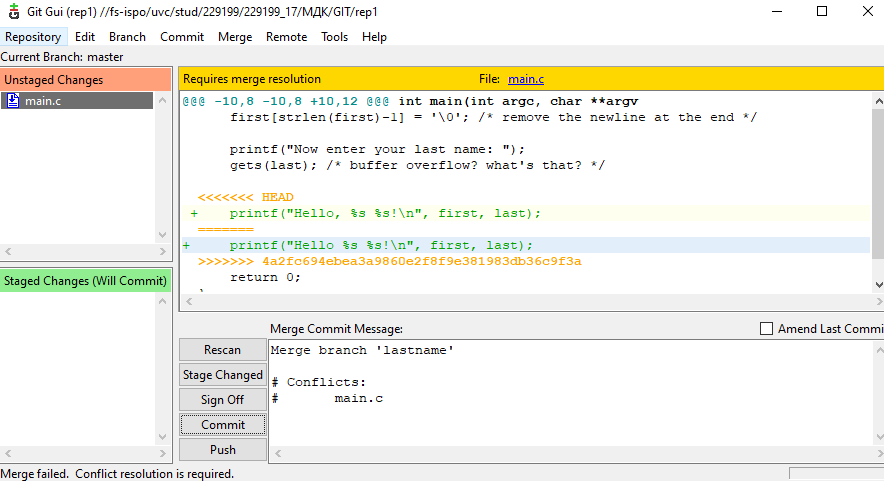 Git Gui (rep1) //fs-ispo/uvc/stud/229199/229199_17/МДК/GIT/rep1
Repository Edit Branch Commit Merge Remote Tools Help
Current Branch: master
Unstaged Changes
main.c
Staged Changes (Will Commit)
Requires merge resolution File: main.c
@@@ -10,8 -10,8 +10,12 @@@ int main(int argc, char **argv
first[strlen(first)-1] = '\0'; /* remove the newline at the end */
printf("Now enter your last name: ");
gets(last); /* buffer overflow? what's that? */
<<<<<<< HEAD
+ printf("Hello, %s %s!\n", first, last);
=======
+ printf("Hello %s %s!\n", first, last);
>>>>>>> 4a2fc694ebea3a9860e2f8f9e381983db36c9f3a
return 0;
Merge Commit Message: Amend Last Commi
Rescan
Stage Changed
Sign Off
Commit
Push
Merge branch 'lastname'
# Conflicts:
# main.c
Merge failed. Conflict resolution is required.